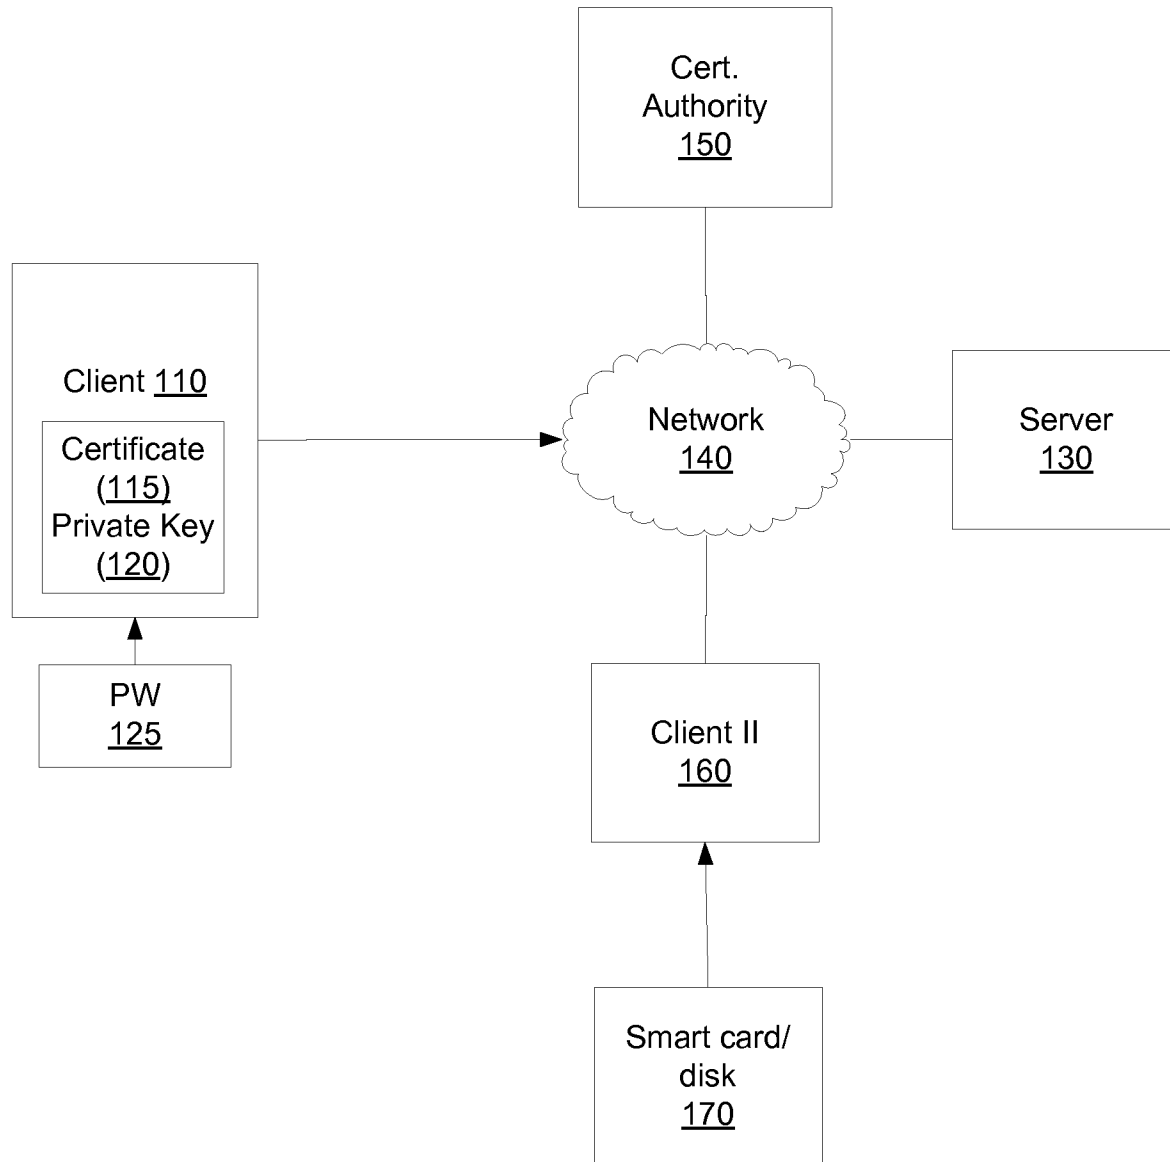 Cert.
Authority
150
Client 110
Certificate
(115)
Private Key
(120)
PW
125
Network
140
Server
130
Client II
160
Smart card/
disk
170